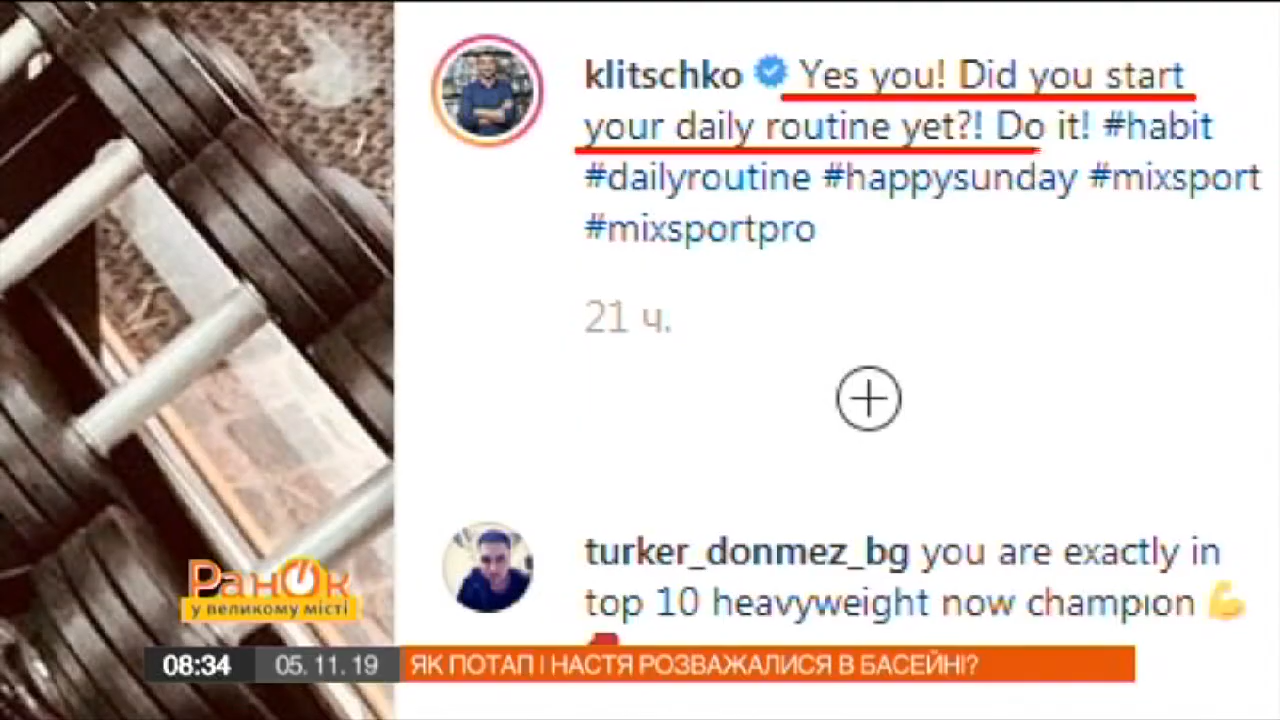 klitschko Yes you! Did you start
your daily routine yet?! Do it! #habit
#dailyroutine #happysunday #mixsport
#mixsportpro
21 ч.
turker_donmez_bg you are exactly in
top 10 heavyweight now champion 💪
РанОк
у великому місті
08:34 05. 11. 19 ЯК ПОТАП І НАСТЯ РОЗВАЖАЛИСЯ В БАСЕЙНІ?